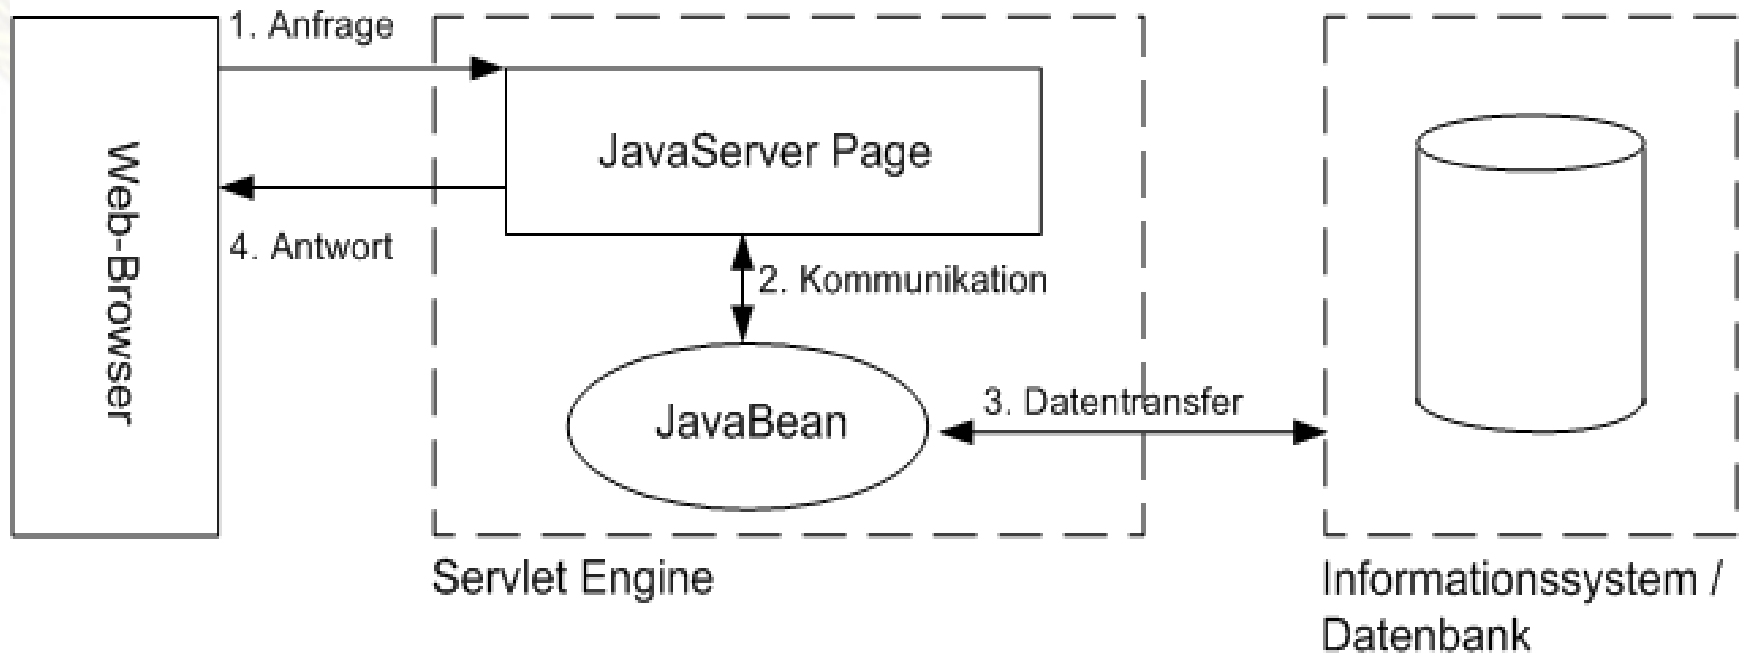 1. Anfrage
Web-Browser
JavaServer Page
4. Antwort
2. Kommunikation
JavaBean
3. Datentransfer
Servlet Engine
Informationssystem /
Datenbank